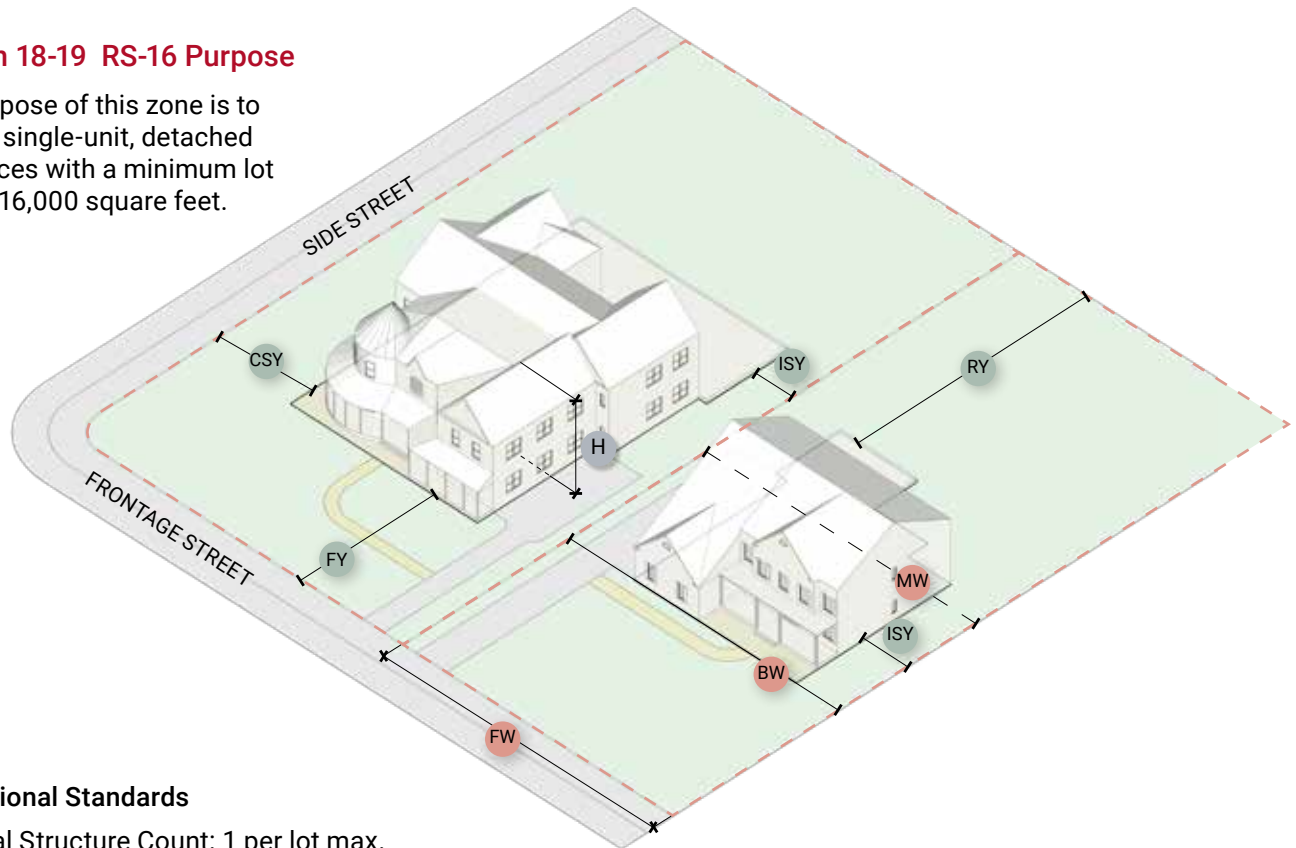 n 18-19 RS-16 Purpose
pose of this zone is to
single-unit, detached
ces with a minimum lot
16,000 square feet.
SIDE STREET
CSY
ISY
RY
H
FRONTAGE STREET
FY
MW
ISY
BW
FW
ional Standards
al Structure Count: 1 per lot max.